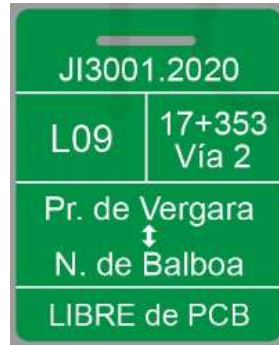 JI3001.2020
L09
17+353
Vía 2
Pr. de Vergara
↕
N. de Balboa
LIBRE de PCB